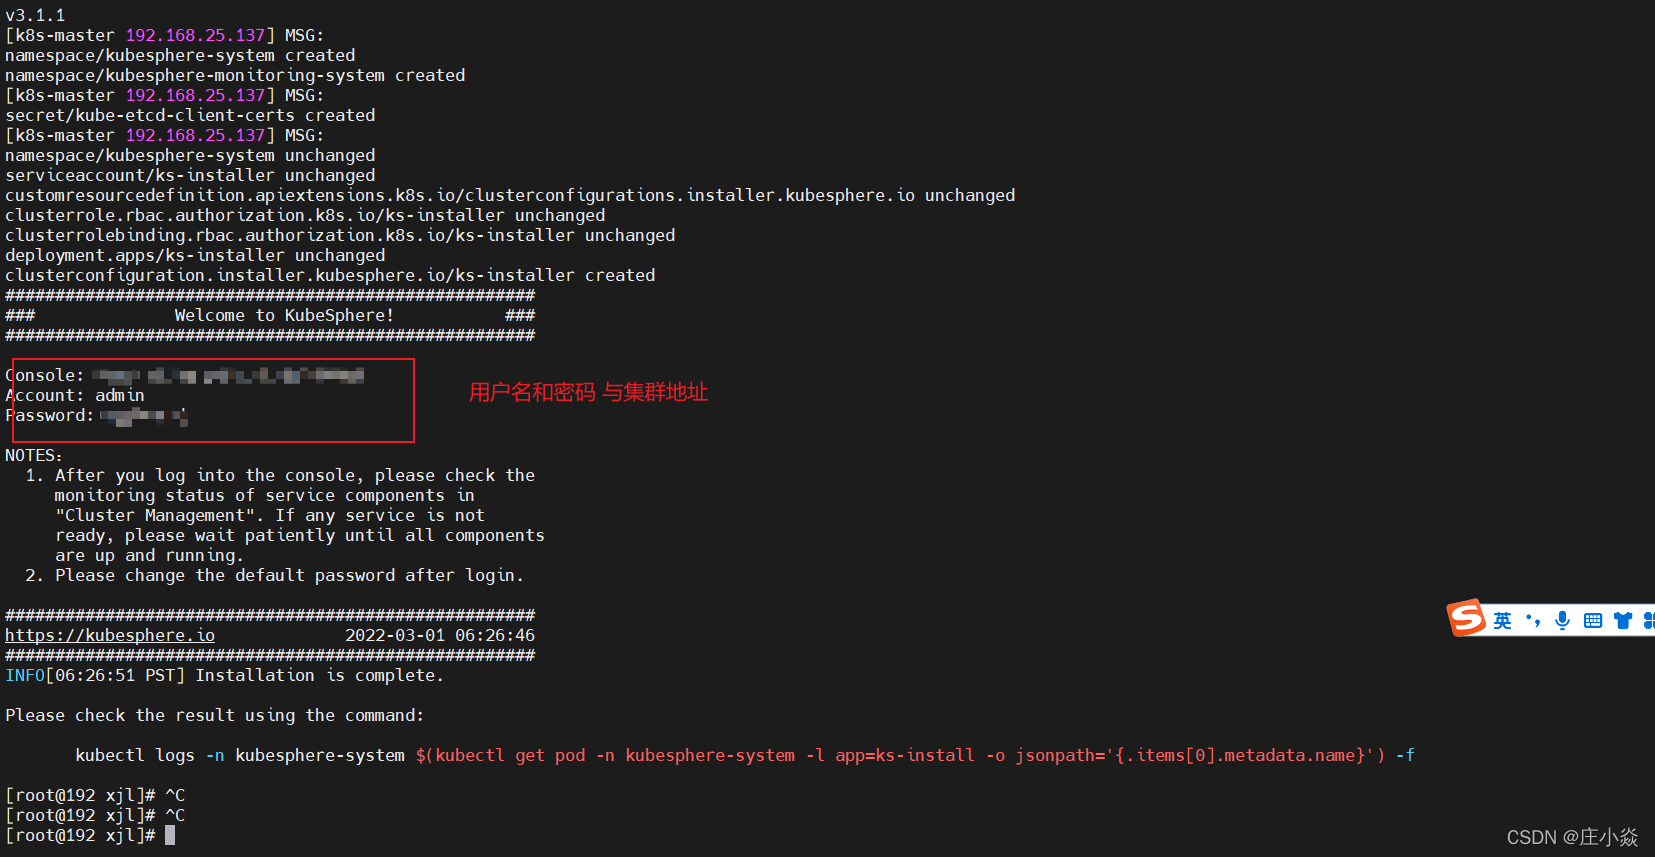 v3.1.1
[k8s-master 192.168.25.137] MSG:
namespace/kubesphere-system created
namespace/kubesphere-monitoring-system created
[k8s-master 192.168.25.137] MSG:
secret/kube-etcd-client-certs created
[k8s-master 192.168.25.137] MSG:
namespace/kubesphere-system unchanged
serviceaccount/ks-installer unchanged
customresourcedefinition.apiextensions.k8s.io/clusterconfigurations.installer.kubesphere.io unchanged
clusterrole.rbac.authorization.k8s.io/ks-installer unchanged
clusterrolebinding.rbac.authorization.k8s.io/ks-installer unchanged
deployment.apps/ks-installer unchanged
clusterconfiguration.installer.kubesphere.io/ks-installer created
#####################################################
###              Welcome to KubeSphere!           ###
#####################################################
Console:
Account: admin
Password:
用户名和密码 与集群地址
NOTES:
1. After you log into the console, please check the
monitoring status of service components in
"Cluster Management". If any service is not
ready, please wait patiently until all components
are up and running.
2. Please change the default password after login.
#####################################################
https://kubesphere.io             2022-03-01 06:26:46
#####################################################
INFO[06:26:51 PST] Installation is complete.
Please check the result using the command:
kubectl logs -n kubesphere-system $(kubectl get pod -n kubesphere-system -l app=ks-install -o jsonpath='{.items[0].metadata.name}') -f
[root@192 xjl]# ^C
[root@192 xjl]# ^C
[root@192 xjl]#
S 英
CSDN @庄小焱